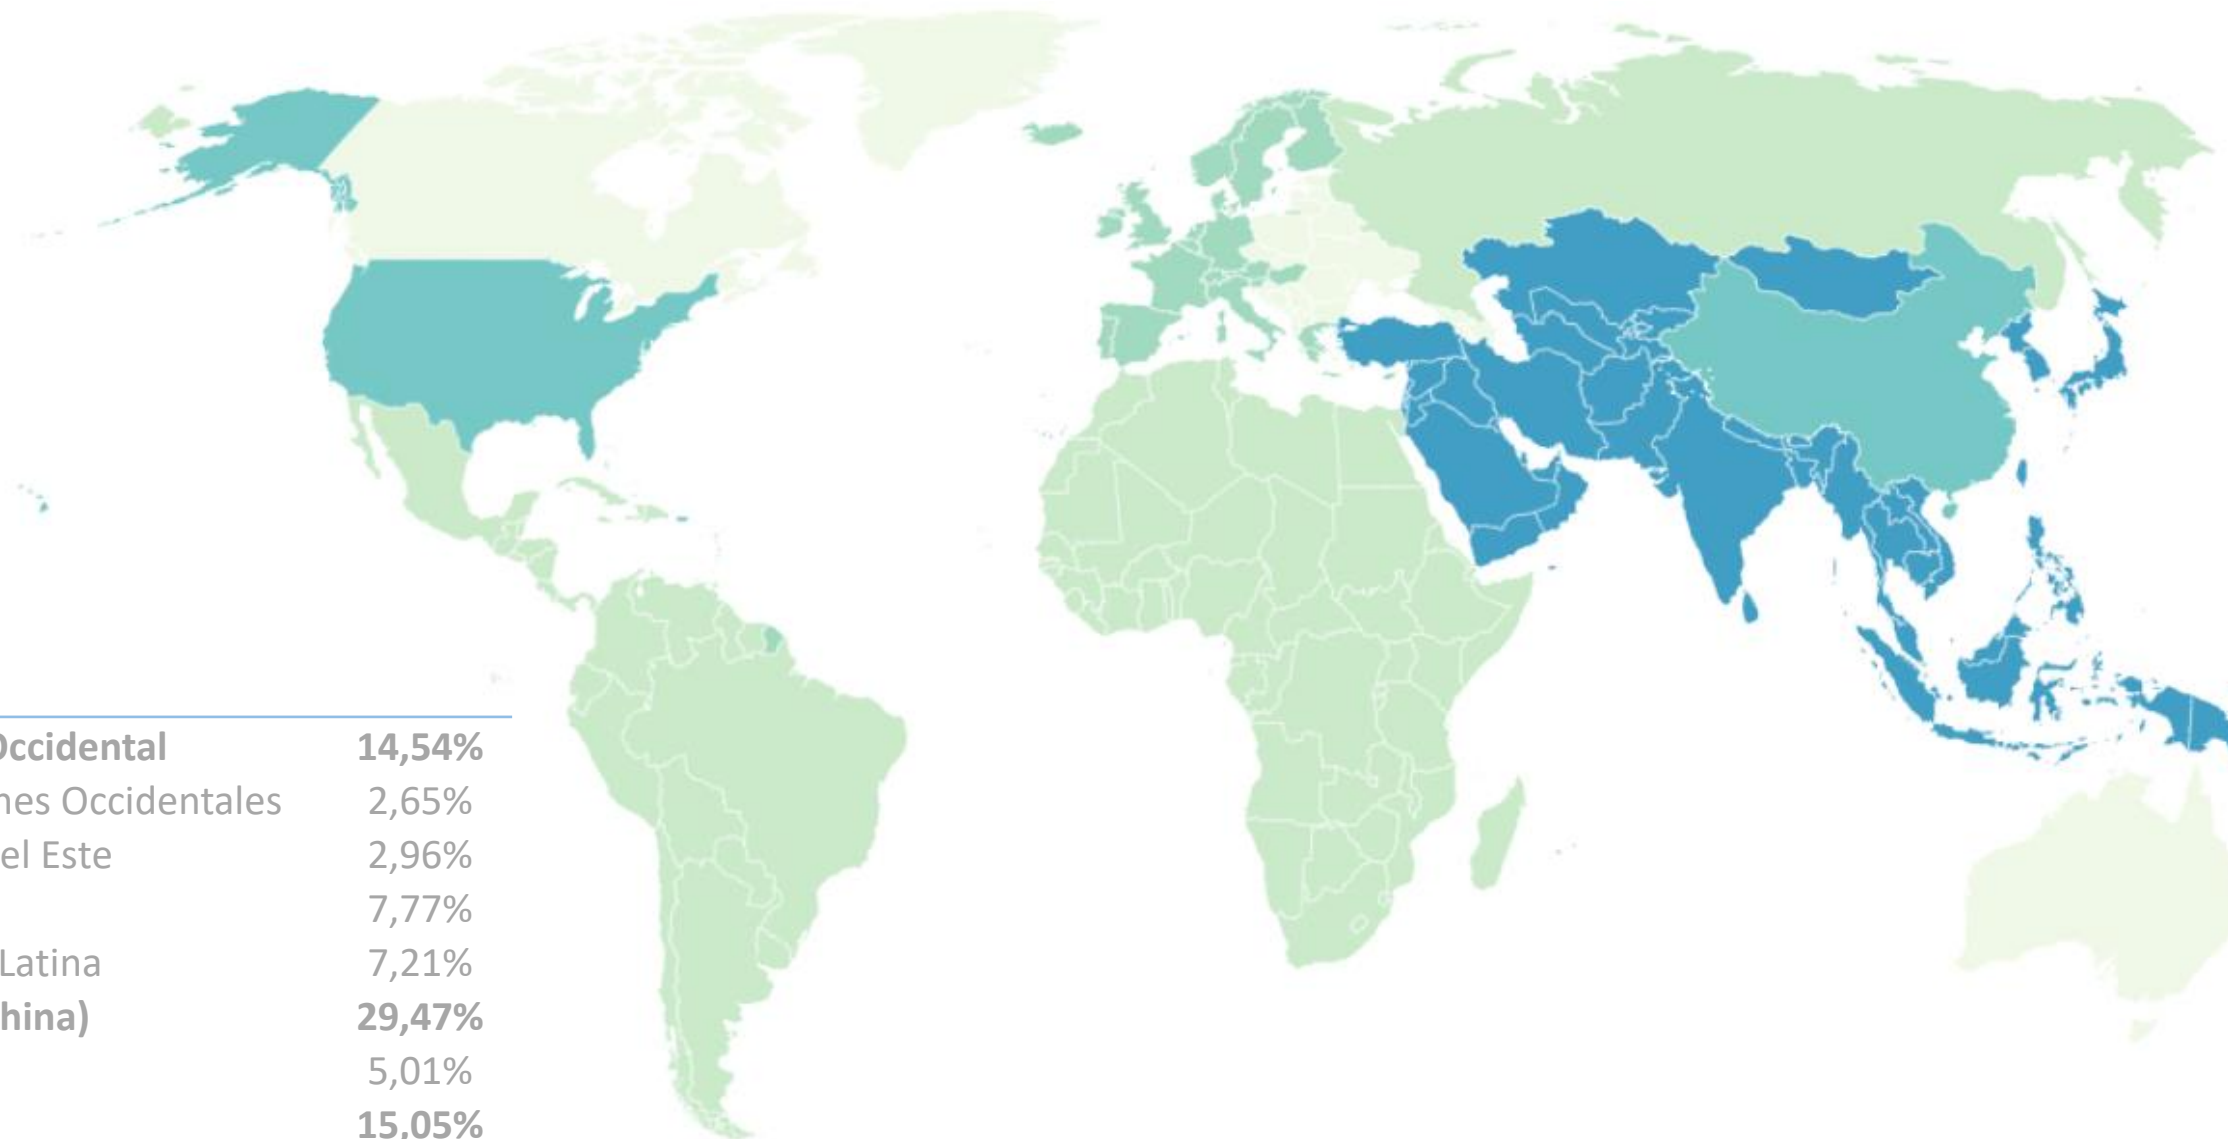 Occidental 14,54%
nes Occidentales 2,65%
el Este 2,96%
7,77%
Latina 7,21%
hina) 29,47%
5,01%
15,05%